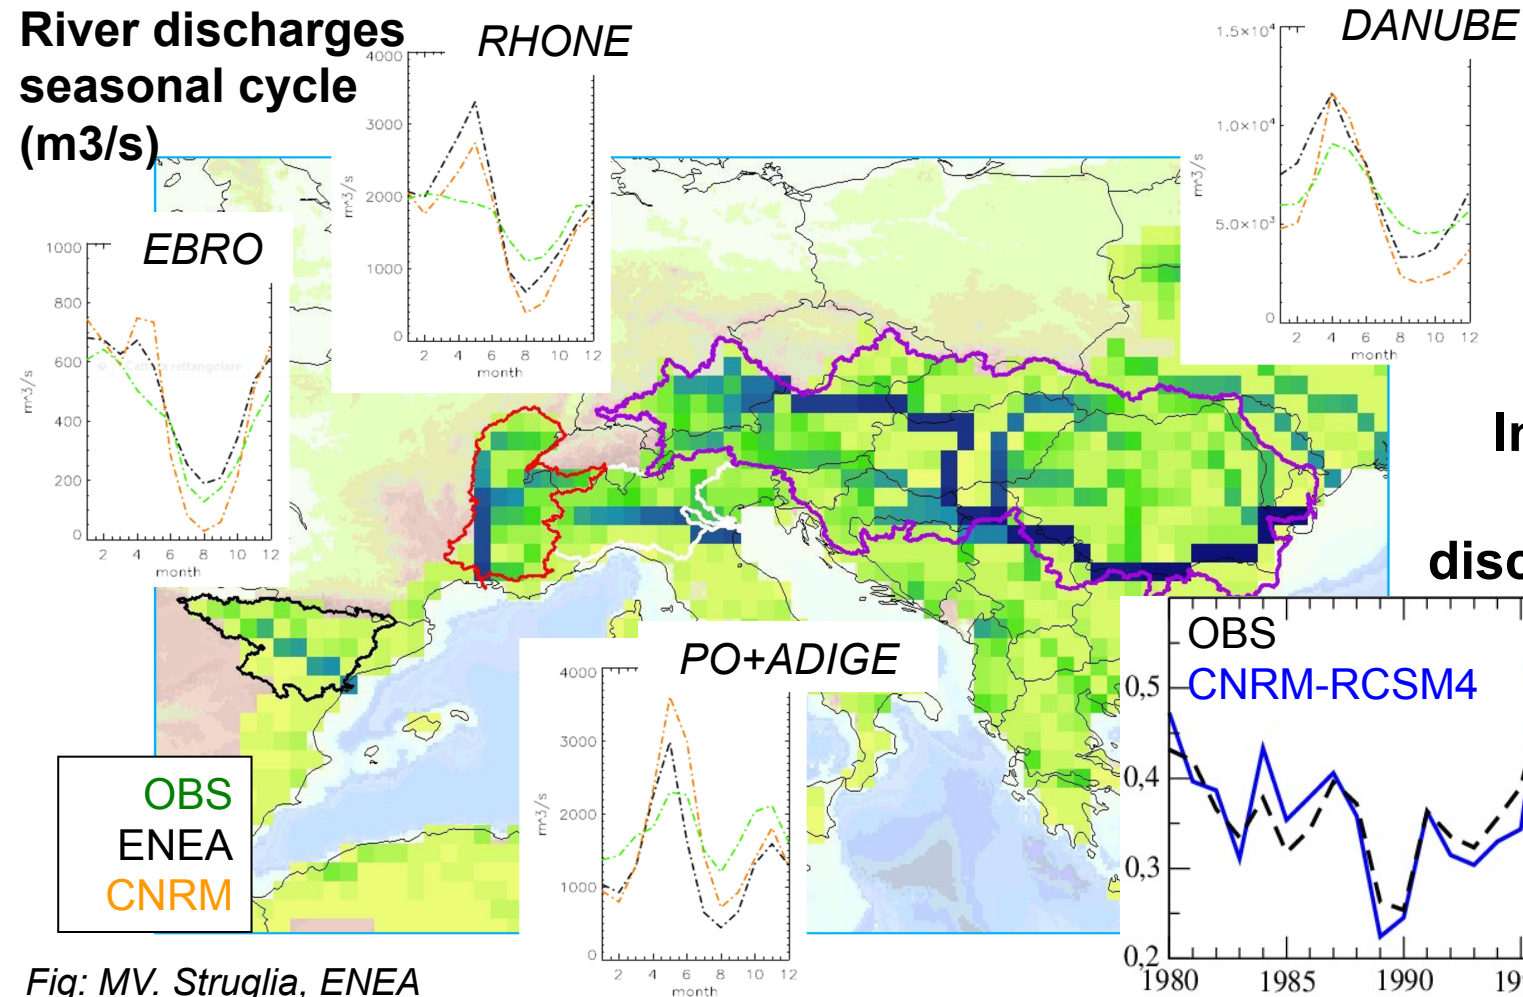 River discharges
seasonal cycle
(m3/s)
RHONE
4000
3000
2000
1000
0
m^3/s
2 4 6 8 10 12
month
DANUBE
1.5×10⁴
1.0×10⁴
5.0×10³
0
m^3/s
2 4 6 8 10 12
month
EBRO
1000
800
600
400
200
0
m^3/s
2 4 6 8 10 12
month
rettangolare
PO+ADIGE
4000
3000
2000
1000
0
m^3/s
2 4 6 8 10 12
month
OBS
ENEA
CNRM
In
disc
OBS
CNRM-RCSM4
0,5
0,4
0,3
0,2
1980 1985 1990 19
Fig: MV. Struglia, ENEA